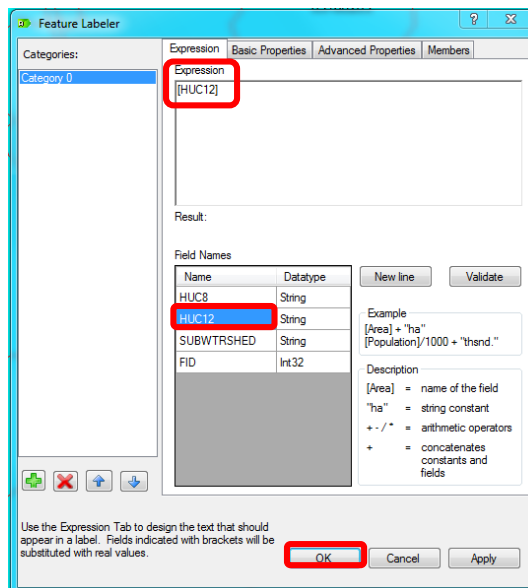 Feature Labeler
Categories:
Category 0
Expression
Basic Properties
Advanced Properties
Members
Expression
[HUC12]
Result:
Field Names
Name
Datatype
HUC8
String
HUC12
String
SUBWTRSHED
String
FID
Int32
New line
Validate
Example
[Area] + "ha"
[Population]/1000 + "thsnd."
Description
[Area] = name of the field
"ha" = string constant
+ - / * = arithmetic operators
+ = concatenates
constants and
fields
Use the Expression Tab to design the text that should
appear in a label. Fields indicated with brackets will be
substituted with real values.
OK
Cancel
Apply